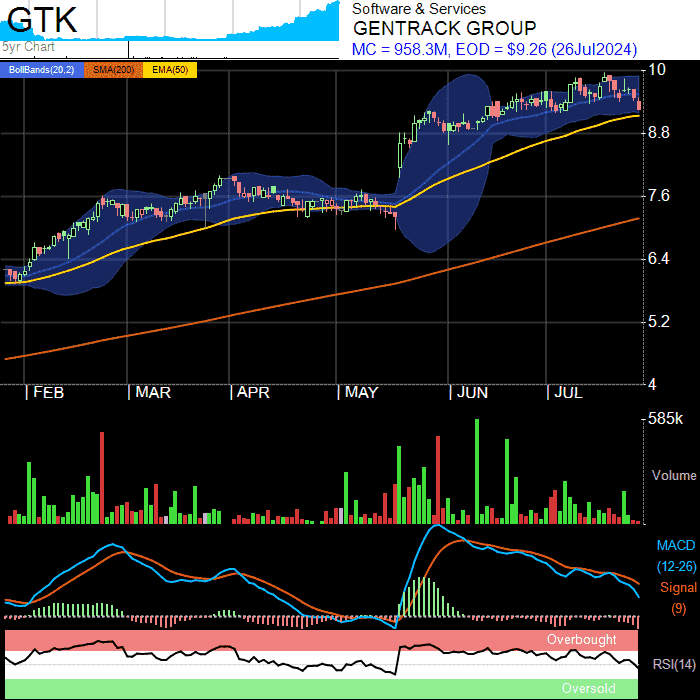 GTK
5yr Chart
Software & Services
GENTRACK GROUP
MC = 958.3M, EOD = $9.26 (26Jul2024)
BollBands(20,2) SMA(200) EMA(50)
10
8.8
7.6
6.4
5.2
4
FEB MAR APR MAY JUN JUL
585k
Volume
MACD
(12-26)
Signal
(9)
Overbought
RSI(14)
Oversold